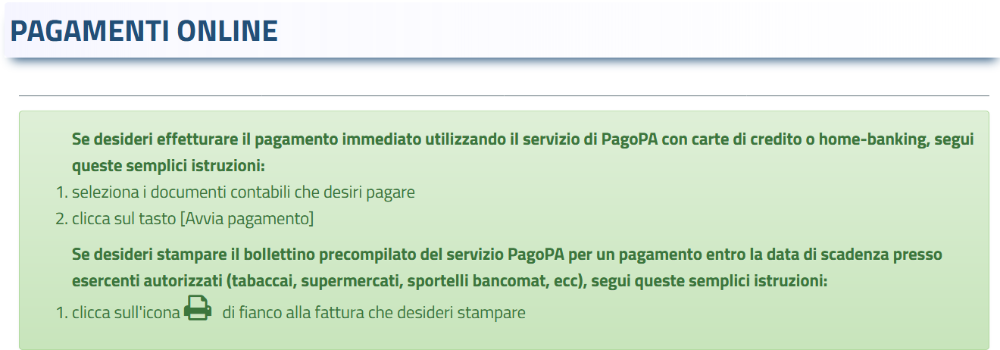 PAGAMENTI ONLINE
Se desideri effetturare il pagamento immediato utilizzando il servizio di PagoPA con carte di credito o home-banking, segui
queste semplici istruzioni:
1. seleziona i documenti contabili che desiri pagare
2. clicca sul tasto [Avvia pagamento]
Se desideri stampare il bollettino precompilato del servizio PagoPA per un pagamento entro la data di scadenza presso
esercenti autorizzati (tabaccai, supermercati, sportelli bancomat, ecc), segui queste semplici istruzioni:
1. clicca sull'icona di fianco alla fattura che desideri stampare